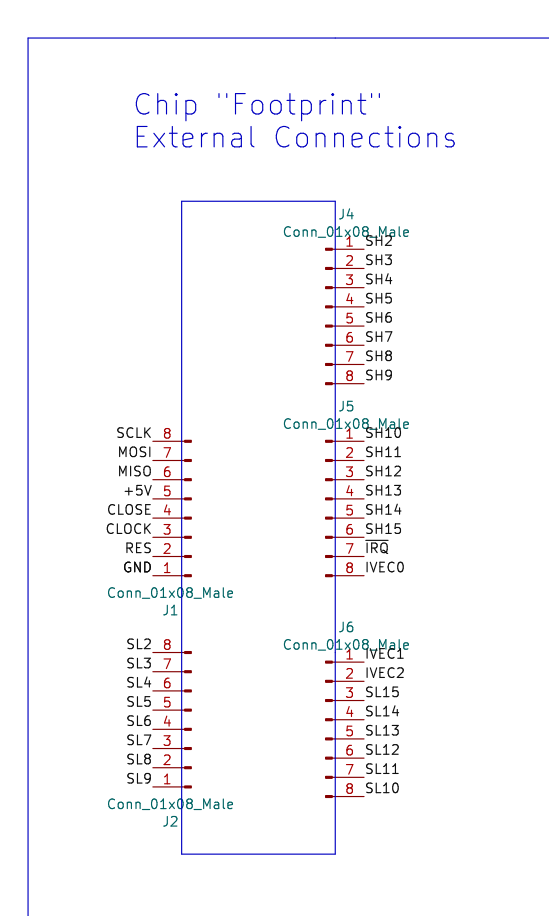 Chip "Footprint"
External Connections
J4
Conn_01x08_Male
1 SH2
2 SH3
3 SH4
4 SH5
5 SH6
6 SH7
7 SH8
8 SH9
J5
Conn_01x08_Male
SCLK 8
MOSI 7
MISO 6
+5V 5
CLOSE 4
CLOCK 3
RES 2
GND 1
Conn_01x08_Male
J1
1 SH10
2 SH11
3 SH12
4 SH13
5 SH14
6 SH15
7 IRQ
8 IVEC0
J6
Conn_01x08_Male
SL2 8
SL3 7
SL4 6
SL5 5
SL6 4
SL7 3
SL8 2
SL9 1
Conn_01x08_Male
J2
1 IVEC1
2 IVEC2
3 SL15
4 SL14
5 SL13
6 SL12
7 SL11
8 SL10